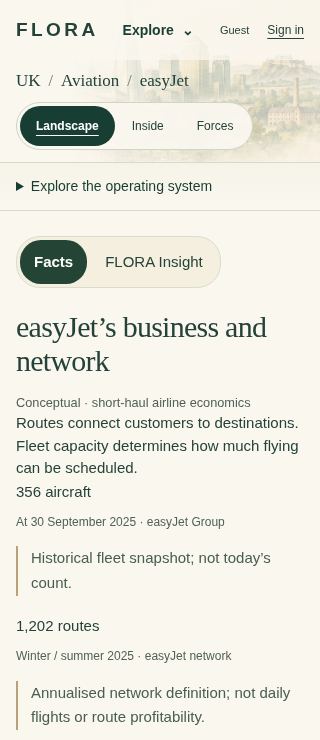 FLORA Explore Guest Sign in
UK / Aviation / easyJet
Landscape Inside Forces
Explore the operating system
Facts FLORA Insight
easyJet’s business and
network
Conceptual · short-haul airline economics
Routes connect customers to destinations.
Fleet capacity determines how much flying
can be scheduled.
356 aircraft
At 30 September 2025 · easyJet Group
Historical fleet snapshot; not today’s
count.
1,202 routes
Winter / summer 2025 · easyJet network
Annualised network definition; not daily
flights or route profitability.